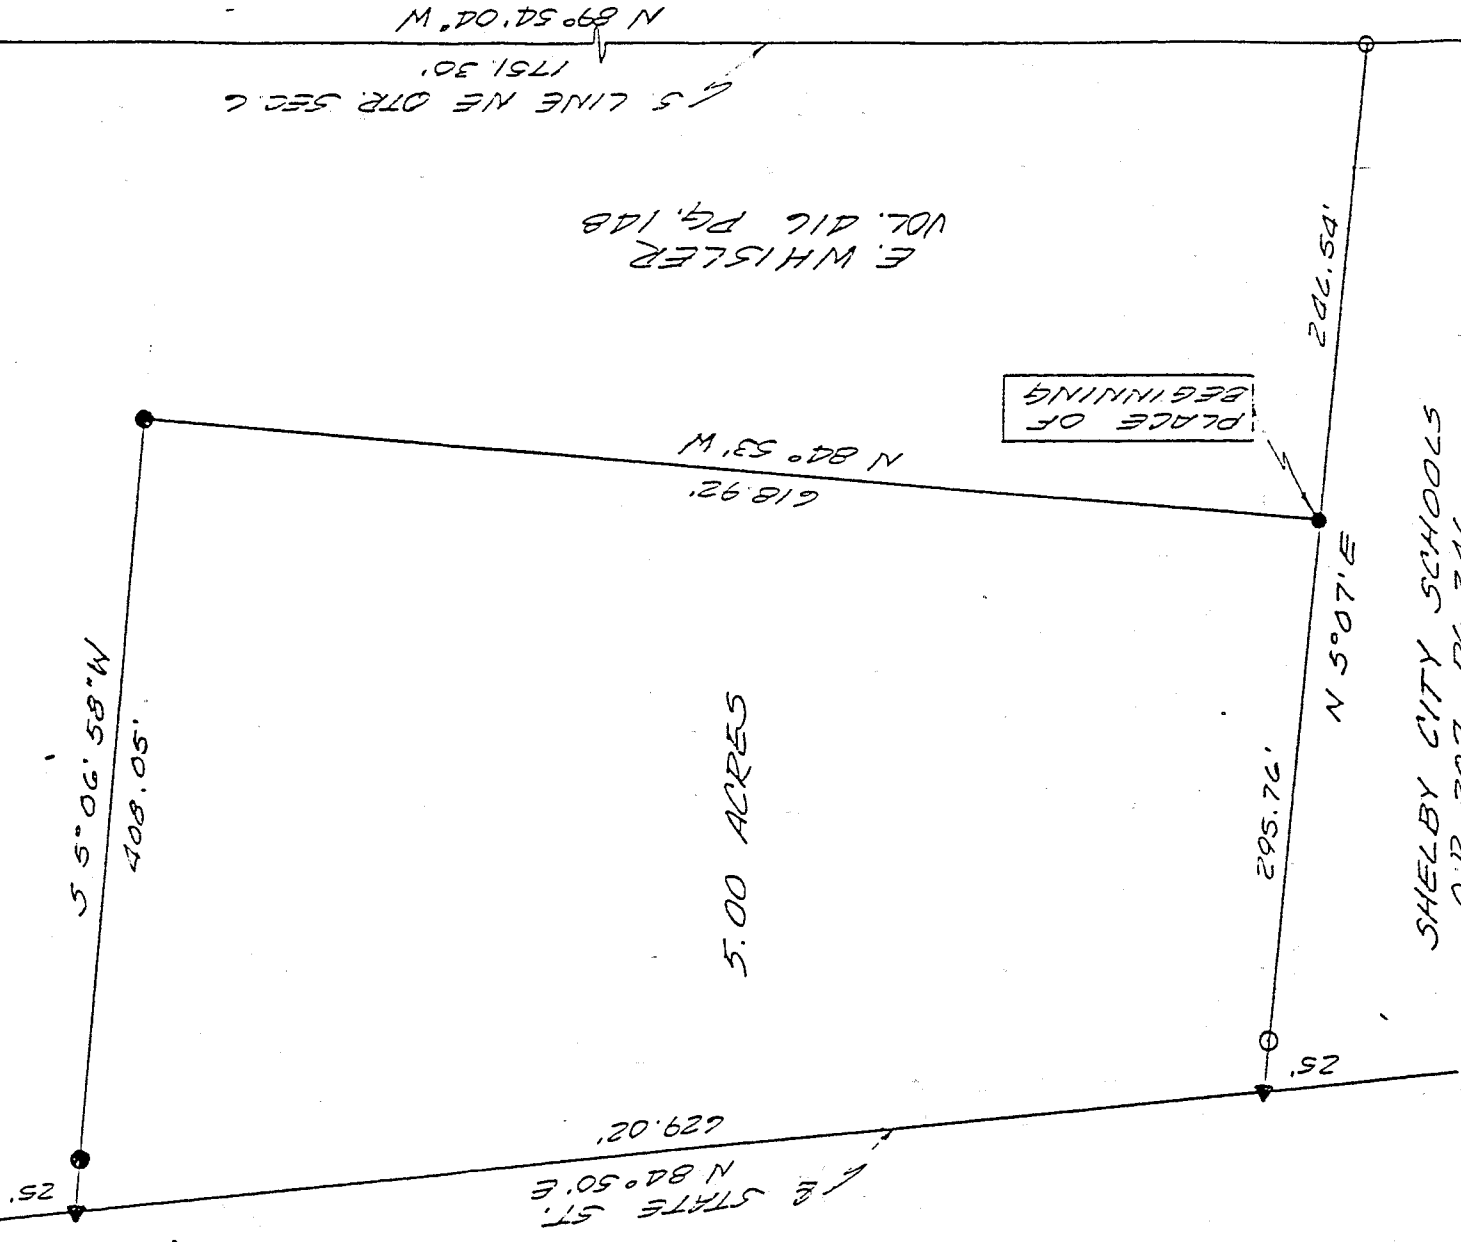 N 89° 54' 04" W
1751.30'
S. LINE NE QTR. SEC. 6
E. WHISLER
VOL. 416 PG. 148
246.54'
PLACE OF
BEGINNING
N 84° 53' W
618.92'
N 5° 07' E
295.76'
SHELBY CITY SCHOOLS
S 5° 06' 58" W
408.05'
5.00 ACRES
25'
25'
629.02'
N 84° 50' E
STATE ST.